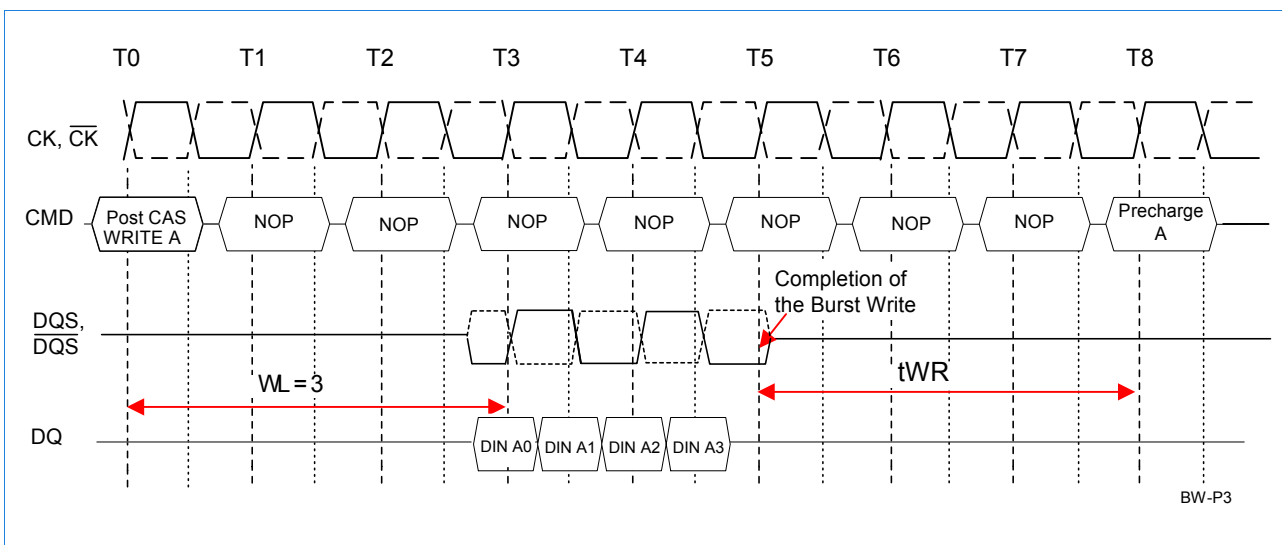 T0 T1 T2 T3 T4 T5 T6 T7 T8
CK, CK
CMD
Post CAS
WRITE A
NOP NOP NOP NOP NOP NOP NOP
Precharge
A
Completion of
the Burst Write
DQS,
DQS
WL = 3
tWR
DQ
DIN A0 DIN A1 DIN A2 DIN A3
BW-P3